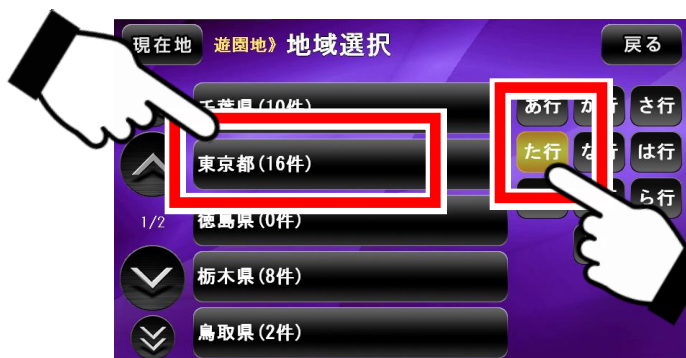 現在地 遊園地》地域選択 戻る
千葉県(10件)
東京都(16件)
徳島県(0件)
栃木県(8件)
鳥取県(2件)
1/2
あ行 か行 さ行
た行 な行 は行
ら行